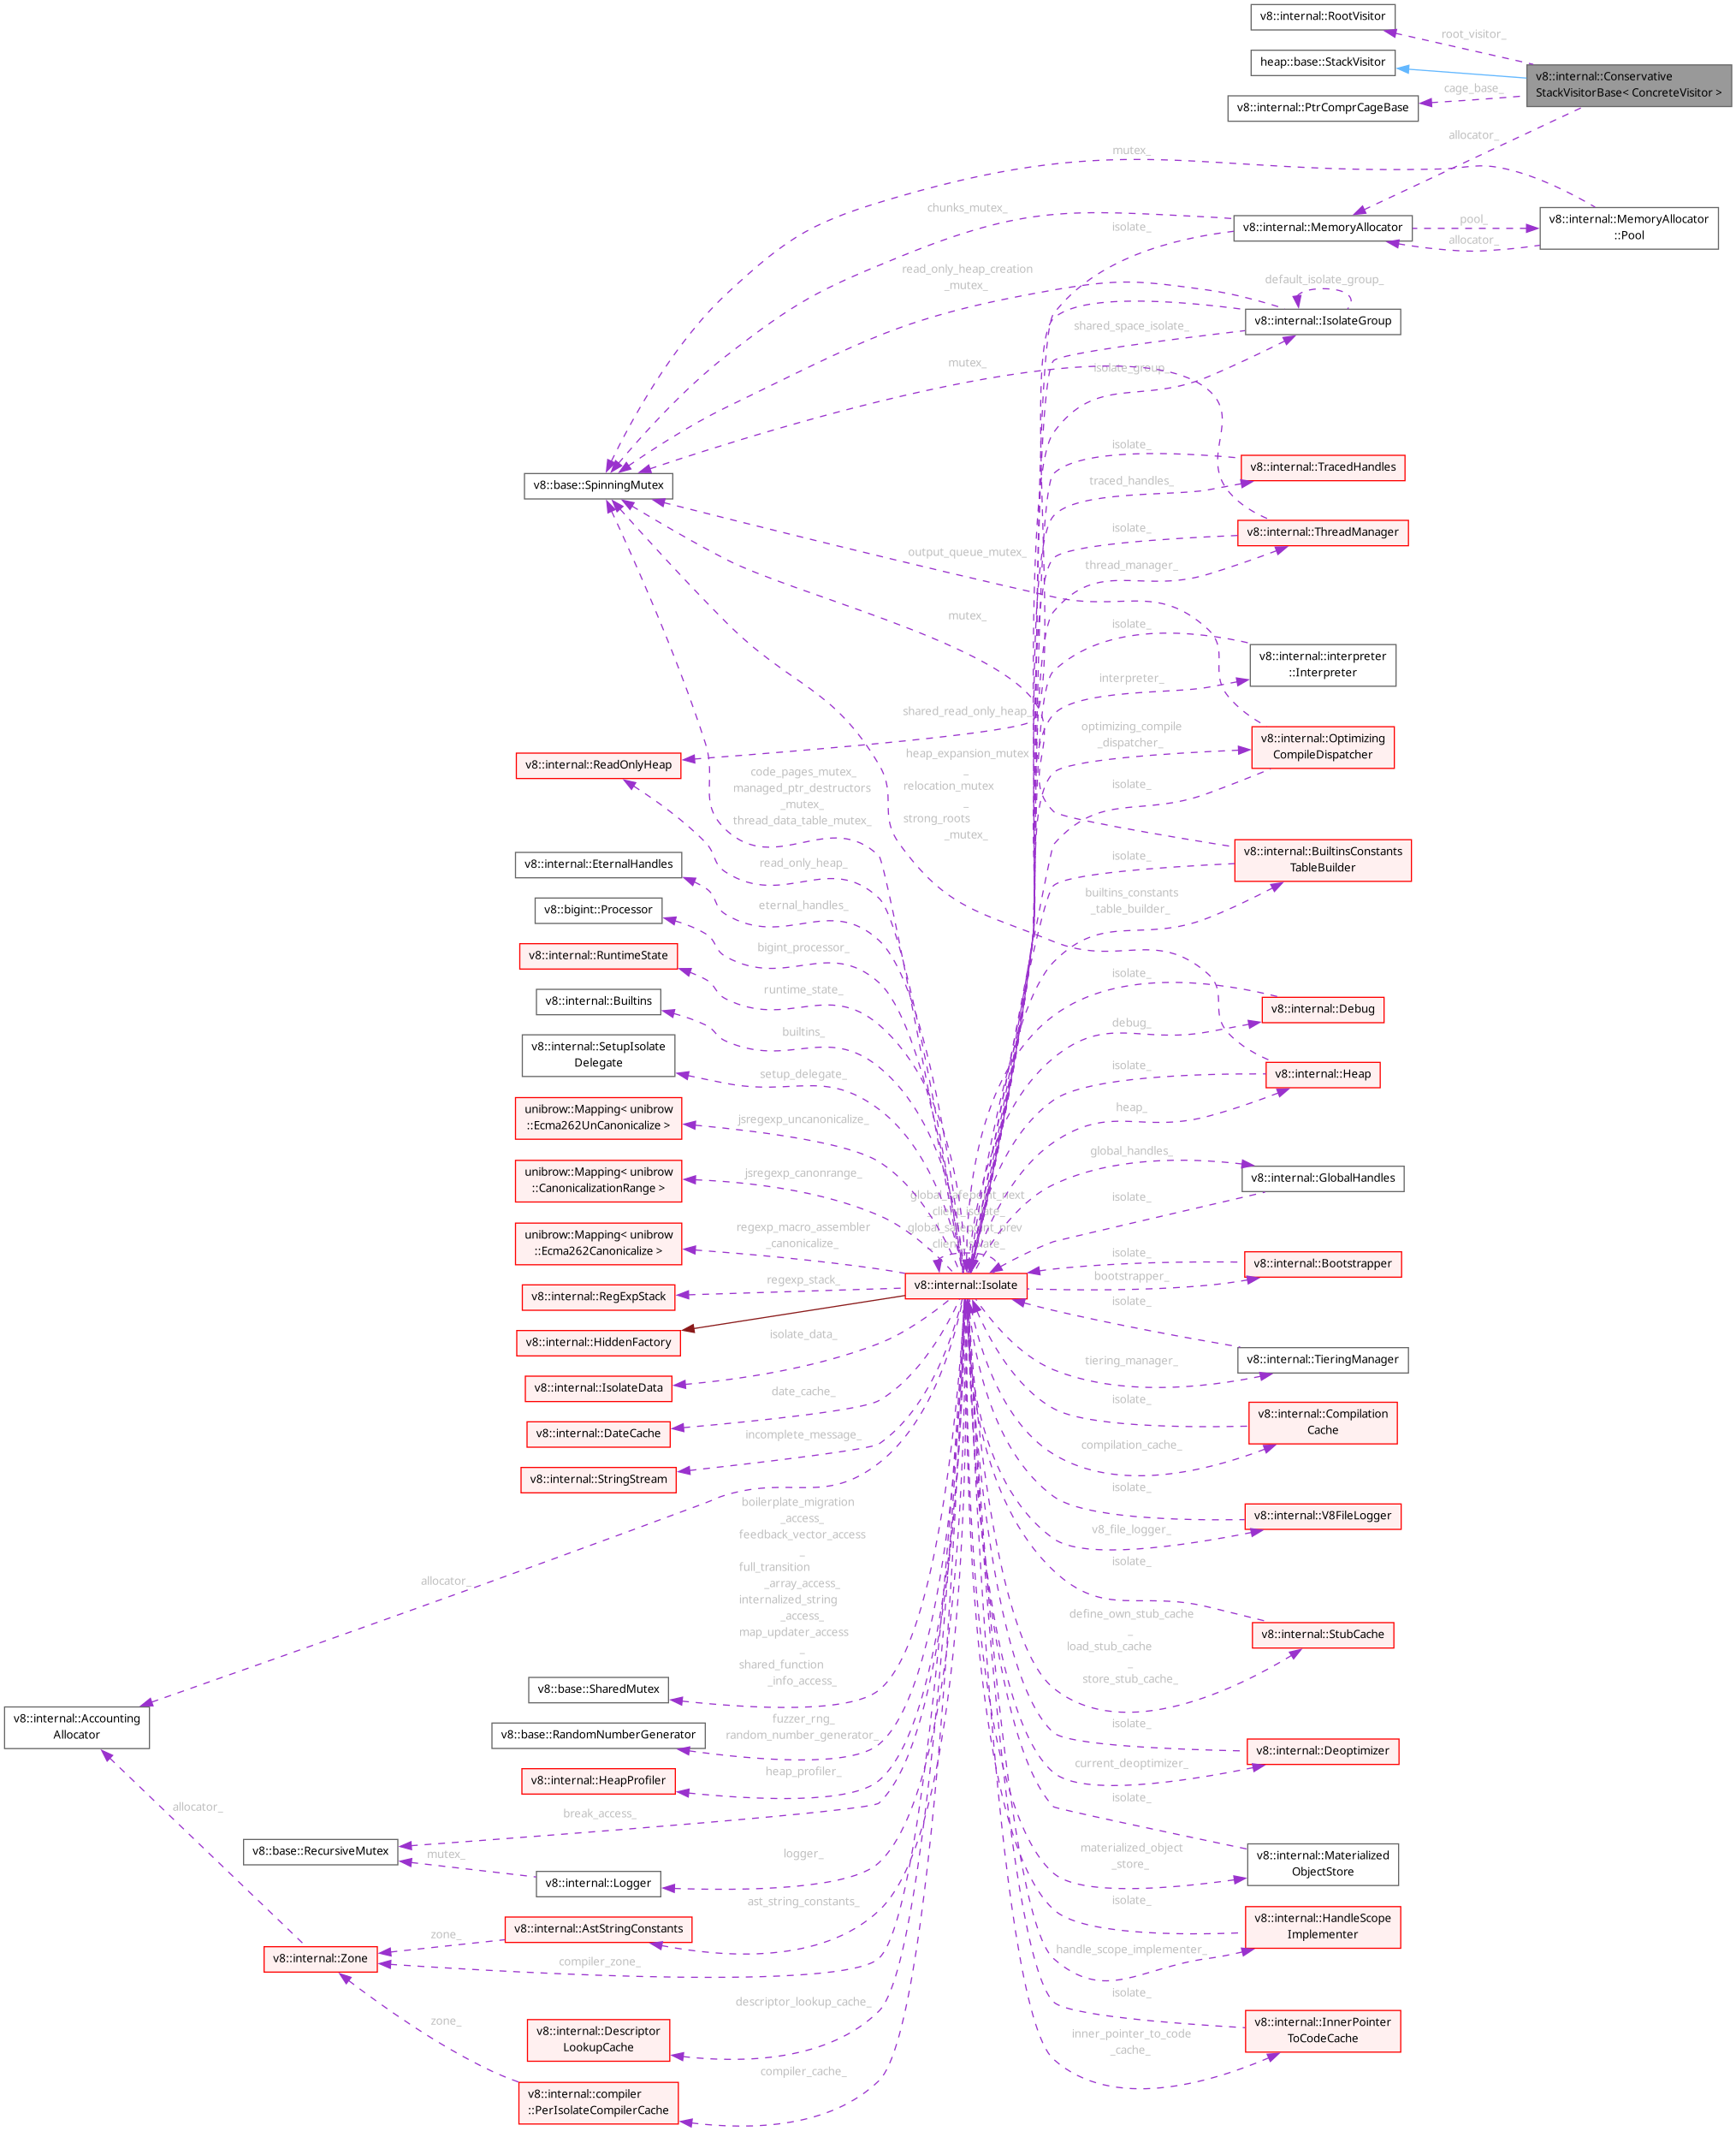 v8::internal::RootVisitor
root_visitor_
heap::base::StackVisitor
v8::internal::Conservative
StackVisitorBase< ConcreteVisitor >
cage_base_
v8::internal::PtrComprCageBase
allocator_
mutex_
chunks_mutex_
isolate_
v8::internal::MemoryAllocator
pool_
allocator_
v8::internal::MemoryAllocator
::Pool
read_only_heap_creation
_mutex_
default_isolate_group_
v8::internal::IsolateGroup
shared_space_isolate_
mutex_
isolate_group_
isolate_
v8::internal::TracedHandles
traced_handles_
v8::base::SpinningMutex
isolate_
v8::internal::ThreadManager
output_queue_mutex_
thread_manager_
mutex_
isolate_
v8::internal::interpreter
::Interpreter
interpreter_
shared_read_only_heap_
optimizing_compile
_dispatcher_
v8::internal::Optimizing
CompileDispatcher
heap_expansion_mutex
_
relocation_mutex
_
strong_roots
_mutex_
v8::internal::ReadOnlyHeap
code_pages_mutex_
managed_ptr_destructors
_mutex_
thread_data_table_mutex_
isolate_
isolate_
v8::internal::BuiltinsConstants
TableBuilder
read_only_heap_
v8::internal::EternalHandles
builtins_constants
_table_builder_
eternal_handles_
v8::bigint::Processor
bigint_processor_
v8::internal::RuntimeState
isolate_
runtime_state_
v8::internal::Builtins
v8::internal::Debug
debug_
builtins_
v8::internal::SetupIsolate
Delegate
isolate_
v8::internal::Heap
setup_delegate_
heap_
unibrow::Mapping< unibrow
::Ecma262UnCanonicalize >
jsregexp_uncanonicalize_
global_handles_
unibrow::Mapping< unibrow
::CanonicalizationRange >
jsregexp_canonrange_
v8::internal::GlobalHandles
isolate_
global_safepoint_next
_client_isolate_
global_safepoint_prev
_client_isolate_
unibrow::Mapping< unibrow
::Ecma262Canonicalize >
regexp_macro_assembler
_canonicalize_
isolate_
v8::internal::Bootstrapper
bootstrapper_
v8::internal::Isolate
regexp_stack_
v8::internal::RegExpStack
isolate_
v8::internal::HiddenFactory
isolate_data_
v8::internal::TieringManager
tiering_manager_
v8::internal::IsolateData
date_cache_
isolate_
v8::internal::Compilation
Cache
v8::internal::DateCache
incomplete_message_
compilation_cache_
v8::internal::StringStream
isolate_
v8::internal::V8FileLogger
v8_file_logger_
boilerplate_migration
_access_
feedback_vector_access
_
full_transition
_array_access_
internalized_string
_access_
map_updater_access
_
shared_function
_info_access_
isolate_
allocator_
define_own_stub_cache
_
load_stub_cache
_
store_stub_cache_
v8::internal::StubCache
v8::base::SharedMutex
v8::internal::Accounting
Allocator
fuzzer_rng_
random_number_generator_
v8::base::RandomNumberGenerator
isolate_
v8::internal::Deoptimizer
current_deoptimizer_
v8::internal::HeapProfiler
heap_profiler_
isolate_
allocator_
break_access_
v8::base::RecursiveMutex
mutex_
logger_
v8::internal::Logger
materialized_object
_store_
v8::internal::Materialized
ObjectStore
isolate_
ast_string_constants_
v8::internal::AstStringConstants
zone_
v8::internal::HandleScope
Implementer
handle_scope_implementer_
v8::internal::Zone
compiler_zone_
isolate_
descriptor_lookup_cache_
zone_
v8::internal::Descriptor
LookupCache
v8::internal::InnerPointer
ToCodeCache
inner_pointer_to_code
_cache_
compiler_cache_
v8::internal::compiler
::PerIsolateCompilerCache